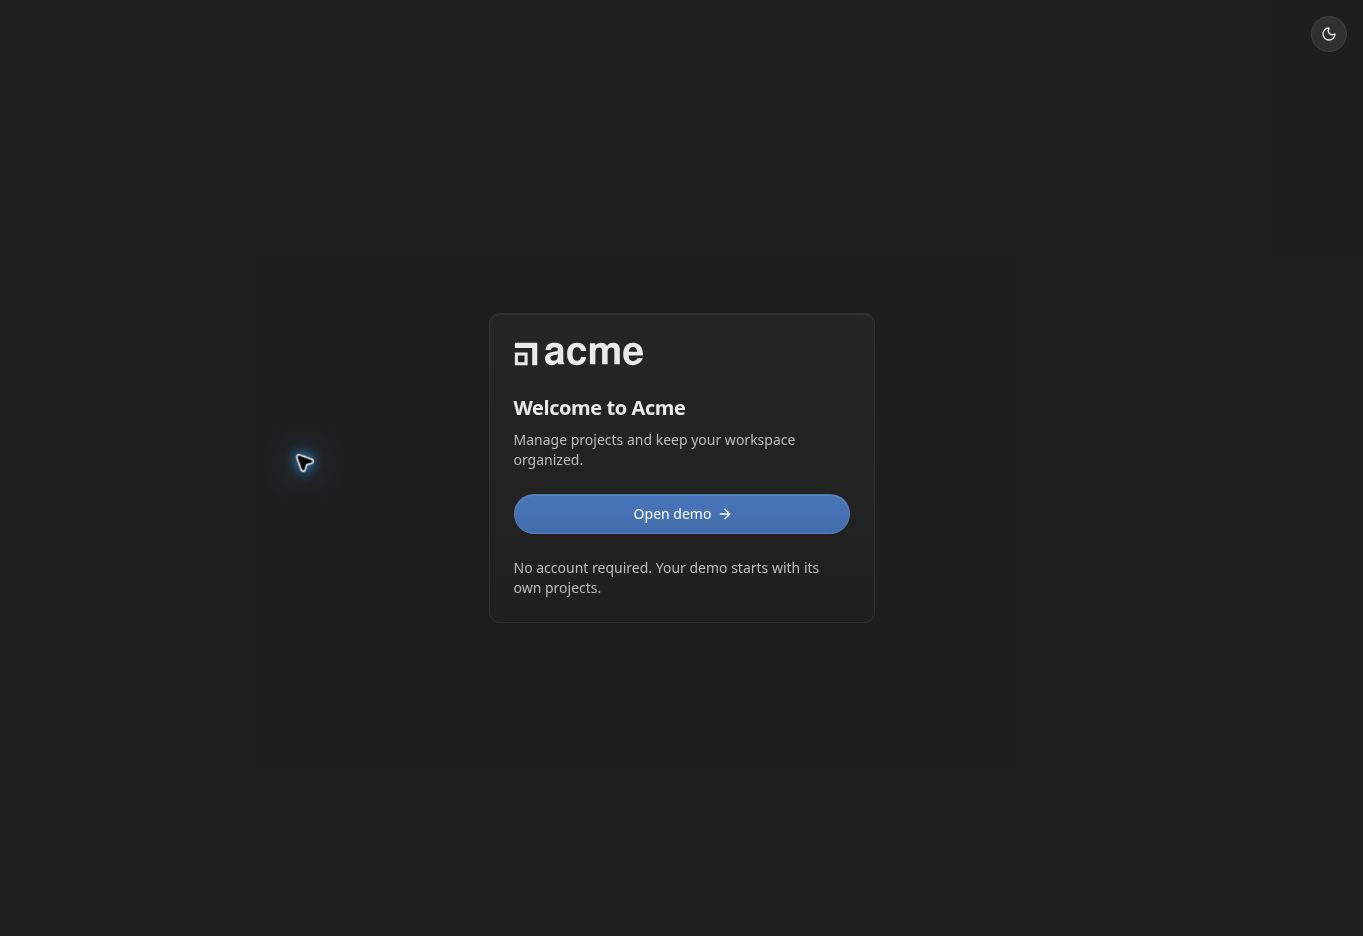 acme
Welcome to Acme
Manage projects and keep your workspace
organized.
Open demo
No account required. Your demo starts with its
own projects.